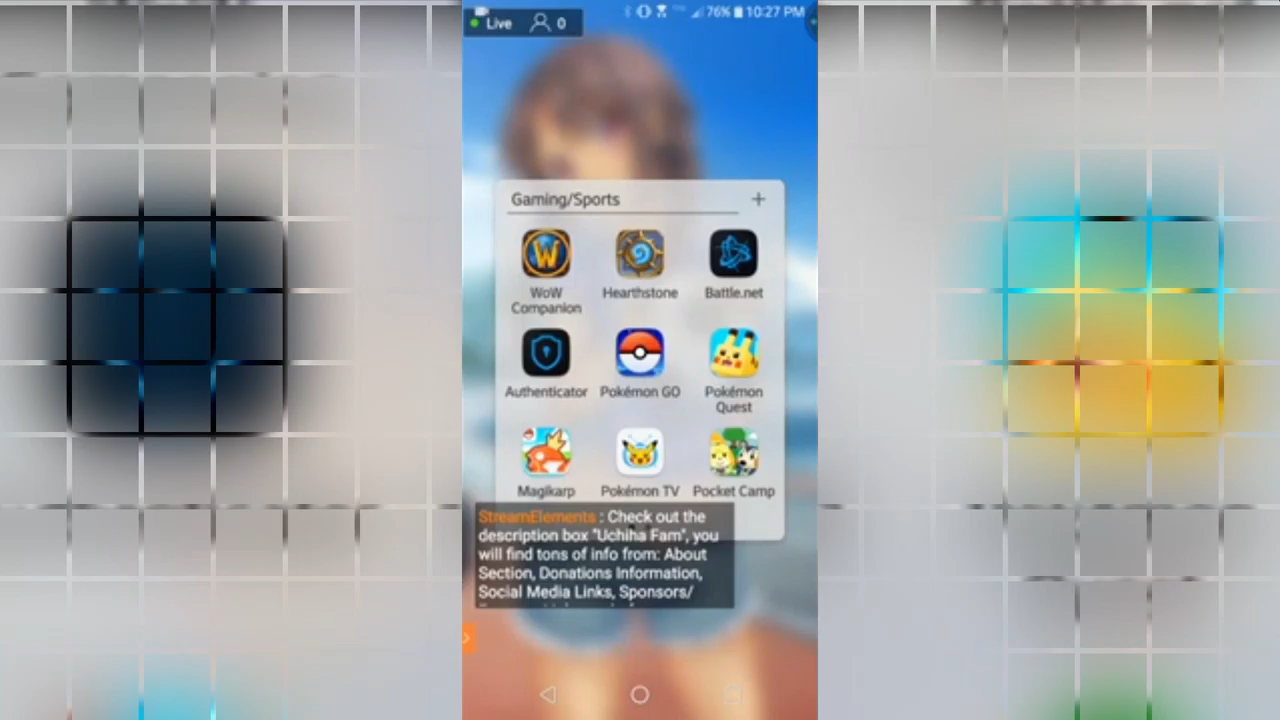 Live 0
76% 10:27 PM
Gaming/Sports +
WoW
Companion
Hearthstone
Battle.net
Authenticator
Pokémon GO
Pokémon
Quest
Magikarp
Pokémon TV
Pocket Camp
StreamElements : Check out the
description box "Uchiha Fam", you
will find tons of info from: About
Section, Donations Information,
Social Media Links, Sponsors/